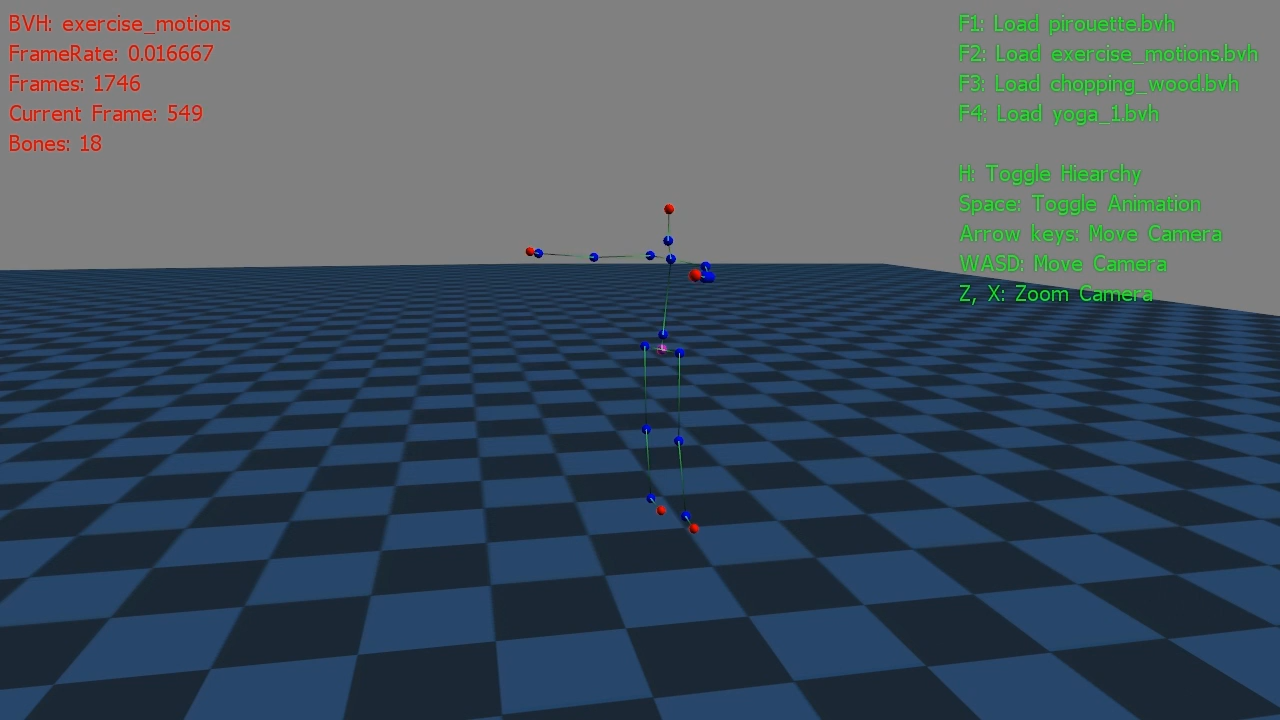 BVH: exercise_motions
FrameRate: 0.016667
Frames: 1746
Current Frame: 549
Bones: 18
F1: Load pirouette.bvh
F2: Load exercise_motions.bvh
F3: Load chopping_wood.bvh
F4: Load yoga_1.bvh
H: Toggle Hiearchy
Space: Toggle Animation
Arrow keys: Move Camera
WASD: Move Camera
Z, X: Zoom Camera